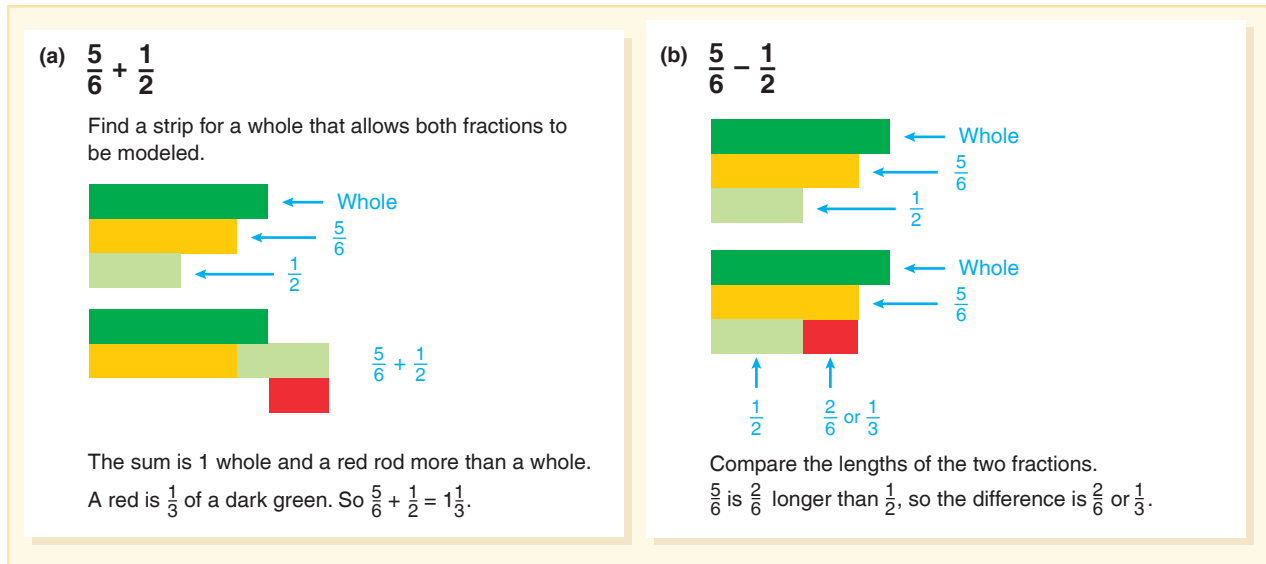 (a) 5/6 + 1/2
Find a strip for a whole that allows both fractions to
be modeled.
Whole
5/6
1/2
5/6 + 1/2
The sum is 1 whole and a red rod more than a whole.
A red is 1/3 of a dark green. So 5/6 + 1/2 = 1 1/3.
(b) 5/6 – 1/2
Whole
5/6
1/2
Whole
5/6
1/2
2/6 or 1/3
Compare the lengths of the two fractions.
5/6 is 2/6 longer than 1/2, so the difference is 2/6 or 1/3.